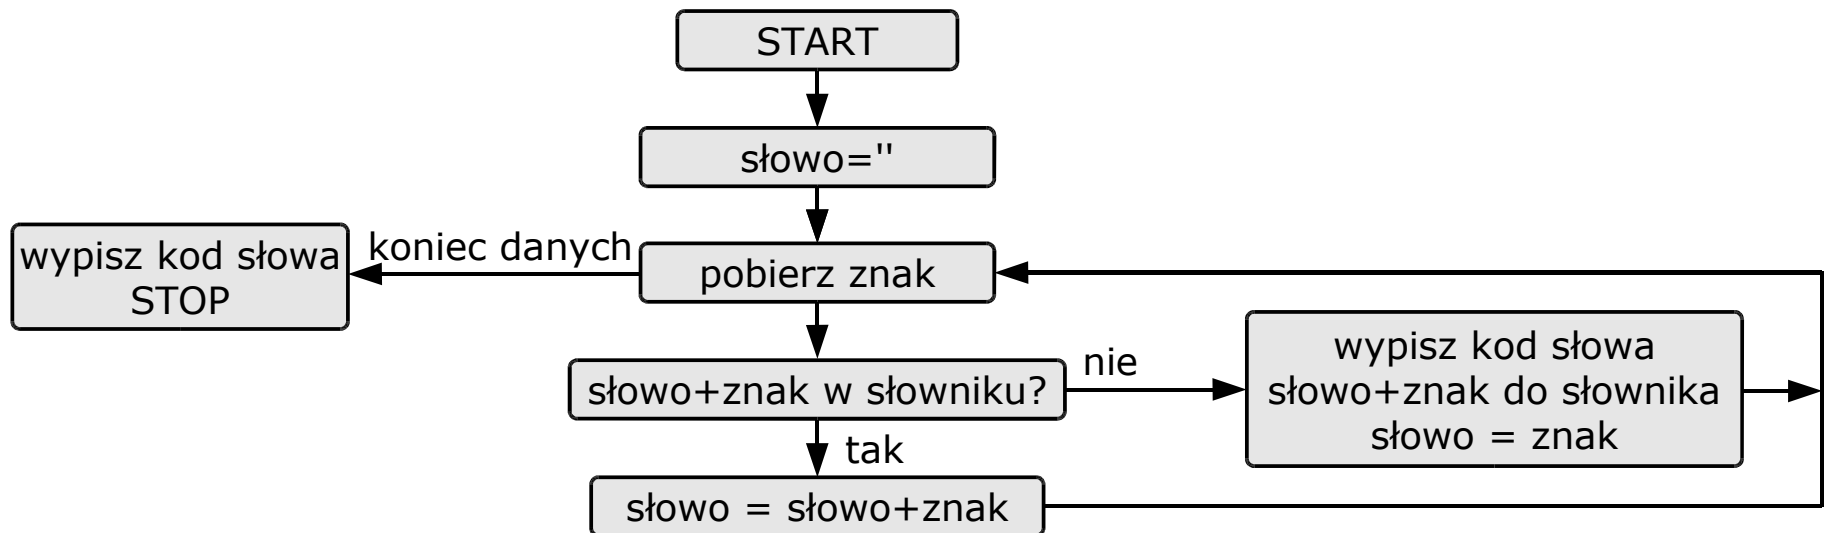 START
słowo=''
koniec danych
wypisz kod słowa
STOP
pobierz znak
nie
słowo+znak w słowniku?
wypisz kod słowa
słowo+znak do słownika
słowo = znak
tak
słowo = słowo+znak